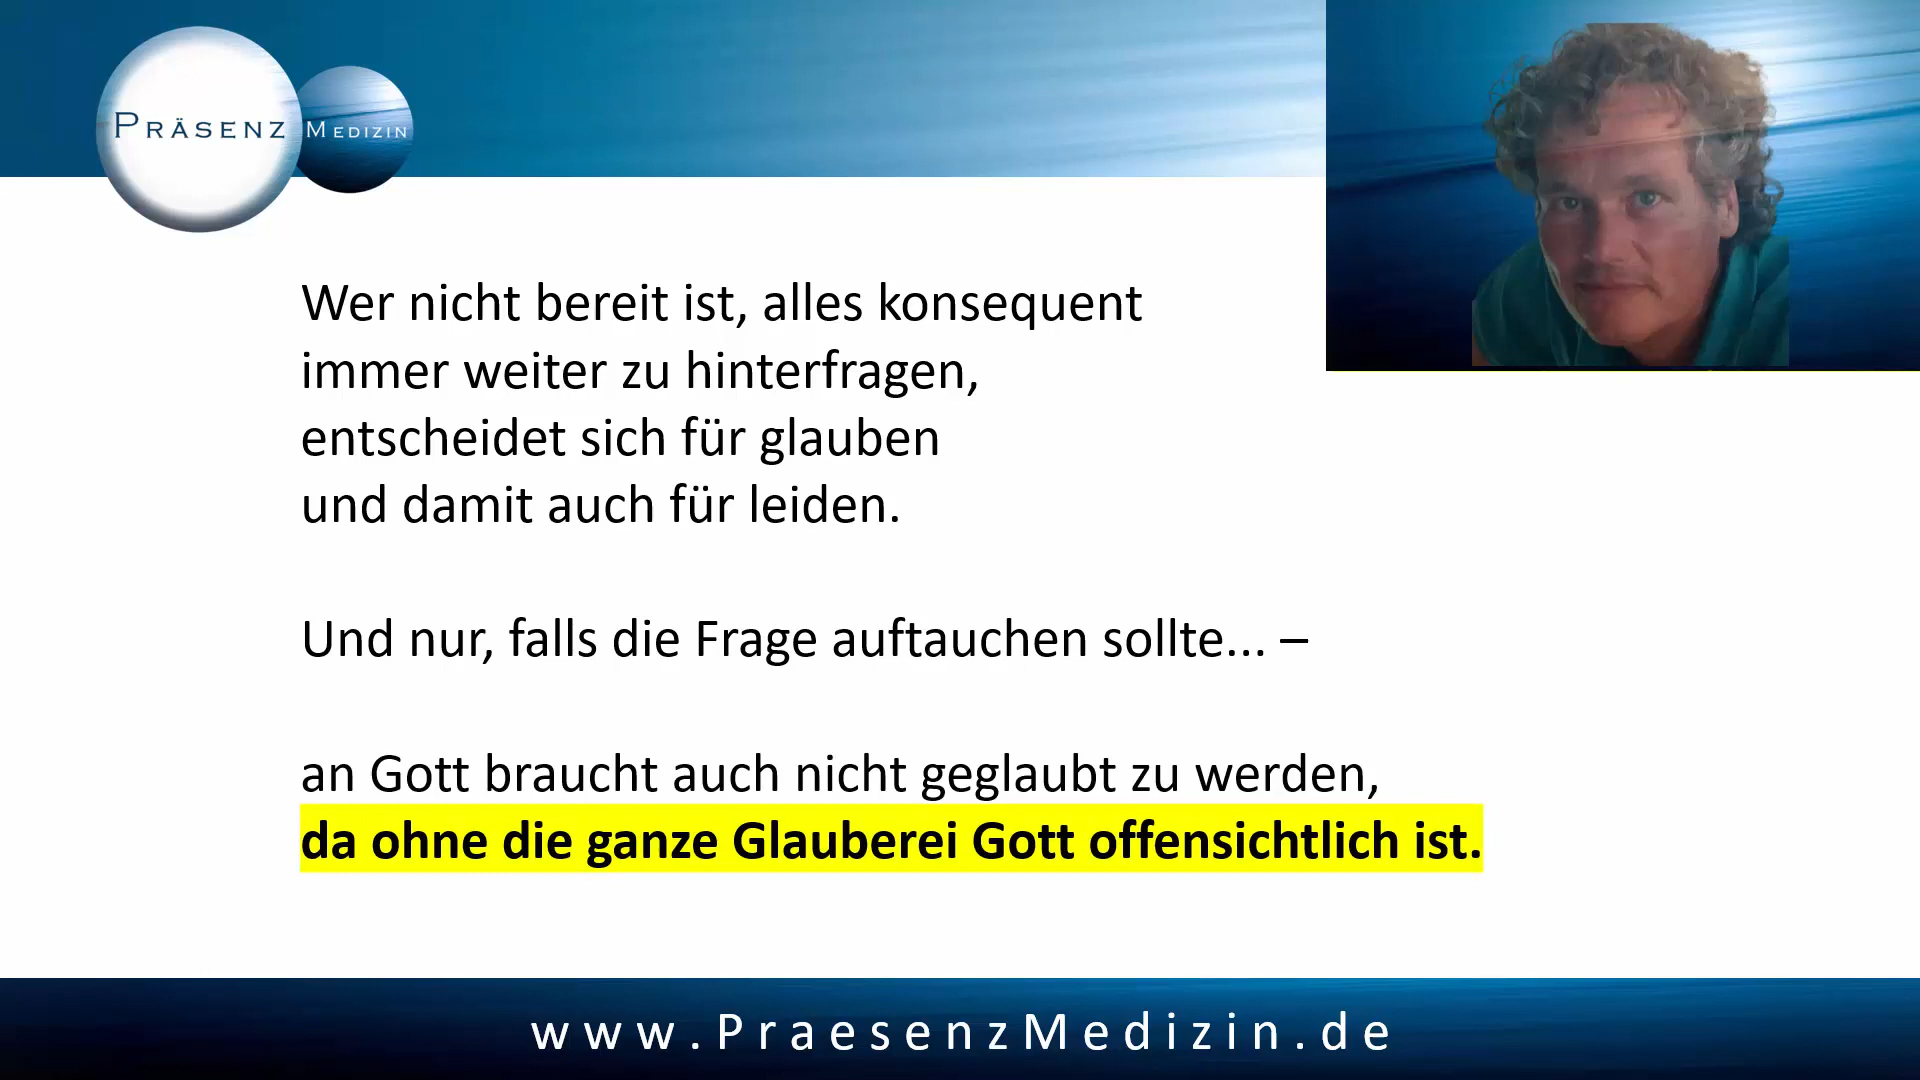 PRÄSENZ MEDIZIN
Wer nicht bereit ist, alles konsequent
immer weiter zu hinterfragen,
entscheidet sich für glauben
und damit auch für leiden.
Und nur, falls die Frage auftauchen sollte... –
an Gott braucht auch nicht geglaubt zu werden,
da ohne die ganze Glauberei Gott offensichtlich ist.
www.PraesenzMedizin.de